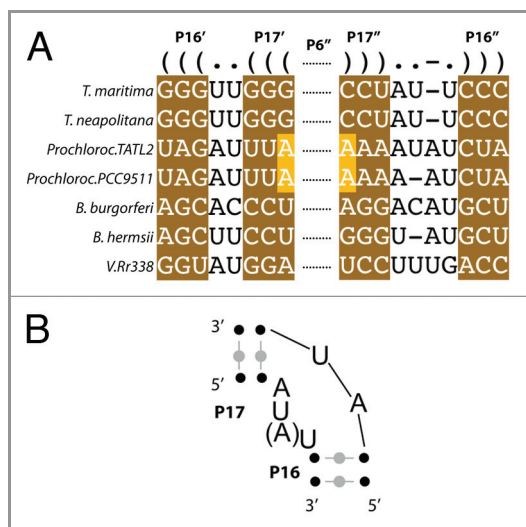 A
P16′ P17′ P6″ P17″ P16″
(((..((( ......... )))..-.)))
T. maritima GGGUUGGG ......... CCUAU-UCCC
T. neapolitana GGGUUGGG ......... CCUAU-UCCC
Prochloroc.TATL2 UAGAUUUA ......... AAAAUAUCUA
Prochloroc.PCC9511 UAGAUUUA ......... AAAA-AUCUA
B. burgorferi AGCACCCU ......... AGGACAUGCU
B. hermsii AGCUUCCU ......... GGGU-AUGCU
V.Rr338 GGUAUGGA ......... UCCUUUGACC
B
3′
U
5′ A A
P17 U
(A) U
P16
3′ 5′